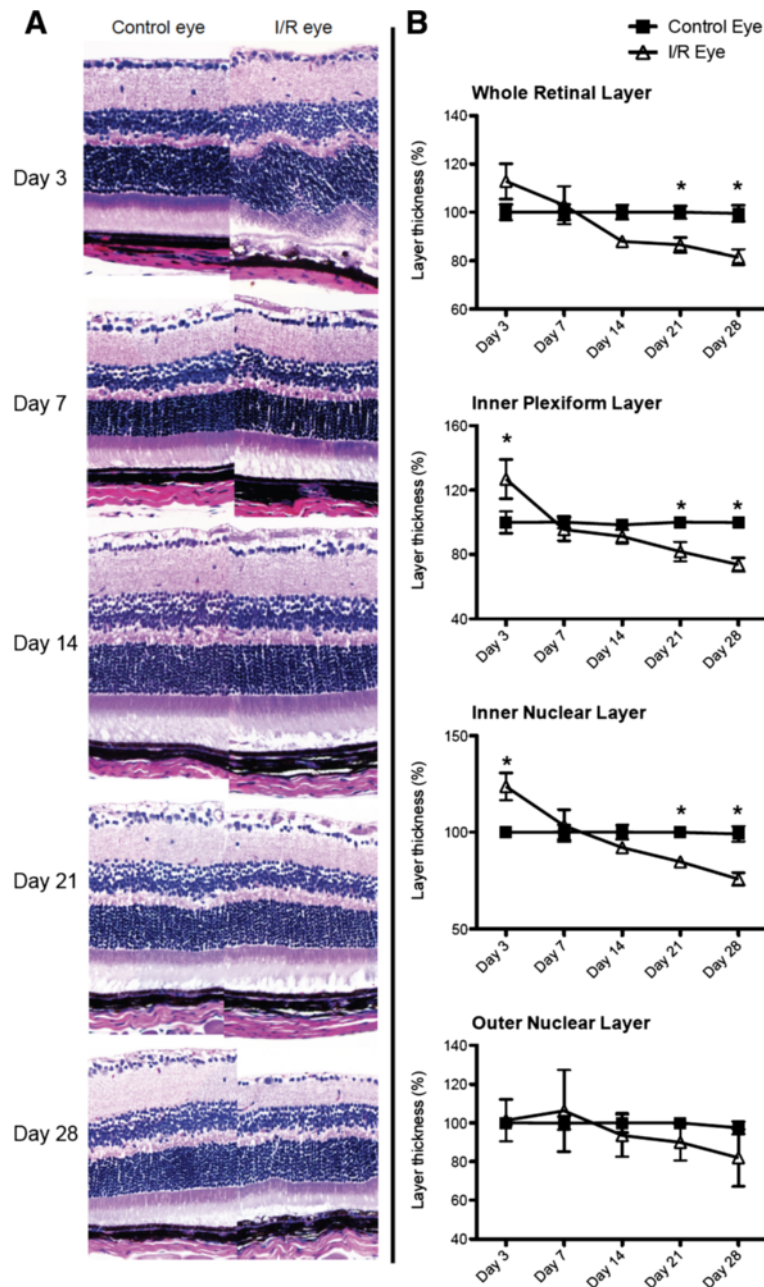 A
Control eye
I/R eye
Day 3
Day 7
Day 14
Day 21
Day 28
B
Control Eye
I/R Eye
Whole Retinal Layer
Layer thickness (%)
140
120
100
80
60
*
*
Day 3
Day 7
Day 14
Day 21
Day 28
Inner Plexiform Layer
Layer thickness (%)
160
120
80
40
*
*
*
Day 3
Day 7
Day 14
Day 21
Day 28
Inner Nuclear Layer
Layer thickness (%)
150
100
50
*
*
*
Day 3
Day 7
Day 14
Day 21
Day 28
Outer Nuclear Layer
Layer thickness (%)
140
120
100
80
60
40
Day 3
Day 7
Day 14
Day 21
Day 28